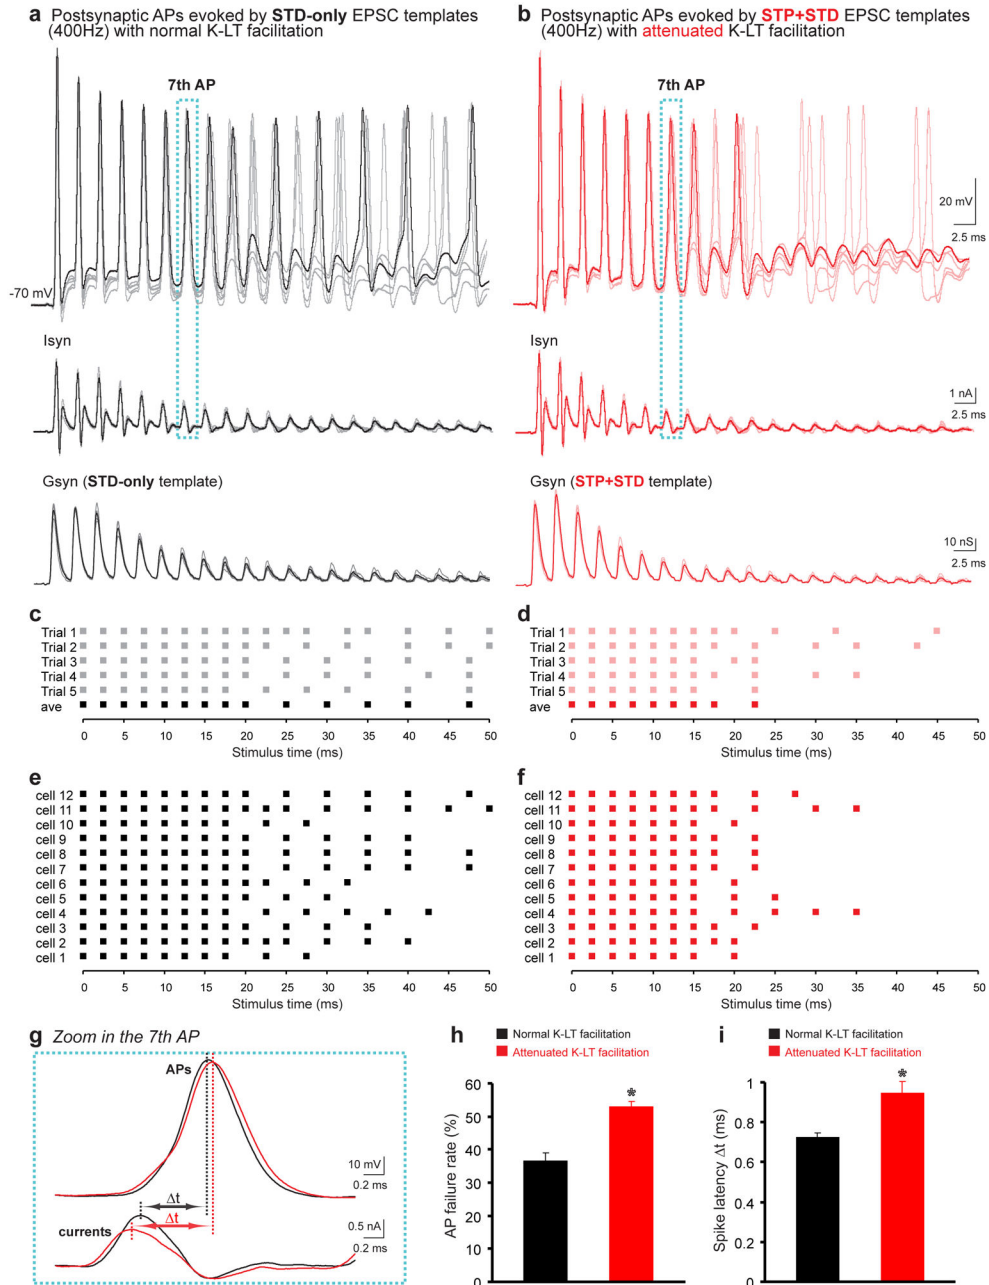 a Postsynaptic APs evoked by STD-only EPSC templates
(400Hz) with normal K-LT facilitation
7th AP
-70 mV
Isyn
Gsyn (STD-only template)
b Postsynaptic APs evoked by STP+STD EPSC templates
(400Hz) with attenuated K-LT facilitation
7th AP
20 mV
2.5 ms
1 nA
2.5 ms
Gsyn (STP+STD template)
10 nS
2.5 ms
c
Trial 1
Trial 2
Trial 3
Trial 4
Trial 5
ave
0 5 10 15 20 25 30 35 40 45 50
Stimulus time (ms)
d
Trial 1
Trial 2
Trial 3
Trial 4
Trial 5
ave
0 5 10 15 20 25 30 35 40 45 50
Stimulus time (ms)
e
cell 12
cell 11
cell 10
cell 9
cell 8
cell 7
cell 6
cell 5
cell 4
cell 3
cell 2
cell 1
0 5 10 15 20 25 30 35 40 45 50
Stimulus time (ms)
f
cell 12
cell 11
cell 10
cell 9
cell 8
cell 7
cell 6
cell 5
cell 4
cell 3
cell 2
cell 1
0 5 10 15 20 25 30 35 40 45 50
Stimulus time (ms)
g Zoom in the 7th AP
APs
10 mV
0.2 ms
Δt
Δt
currents
0.5 nA
0.2 ms
h
Normal K-LT facilitation
Attenuated K-LT facilitation
AP failure rate (%)
60
50
40
30
20
10
0
*
i
Normal K-LT facilitation
Attenuated K-LT facilitation
Spike latency Δt (ms)
1
0.8
0.6
0.4
0.2
0
*